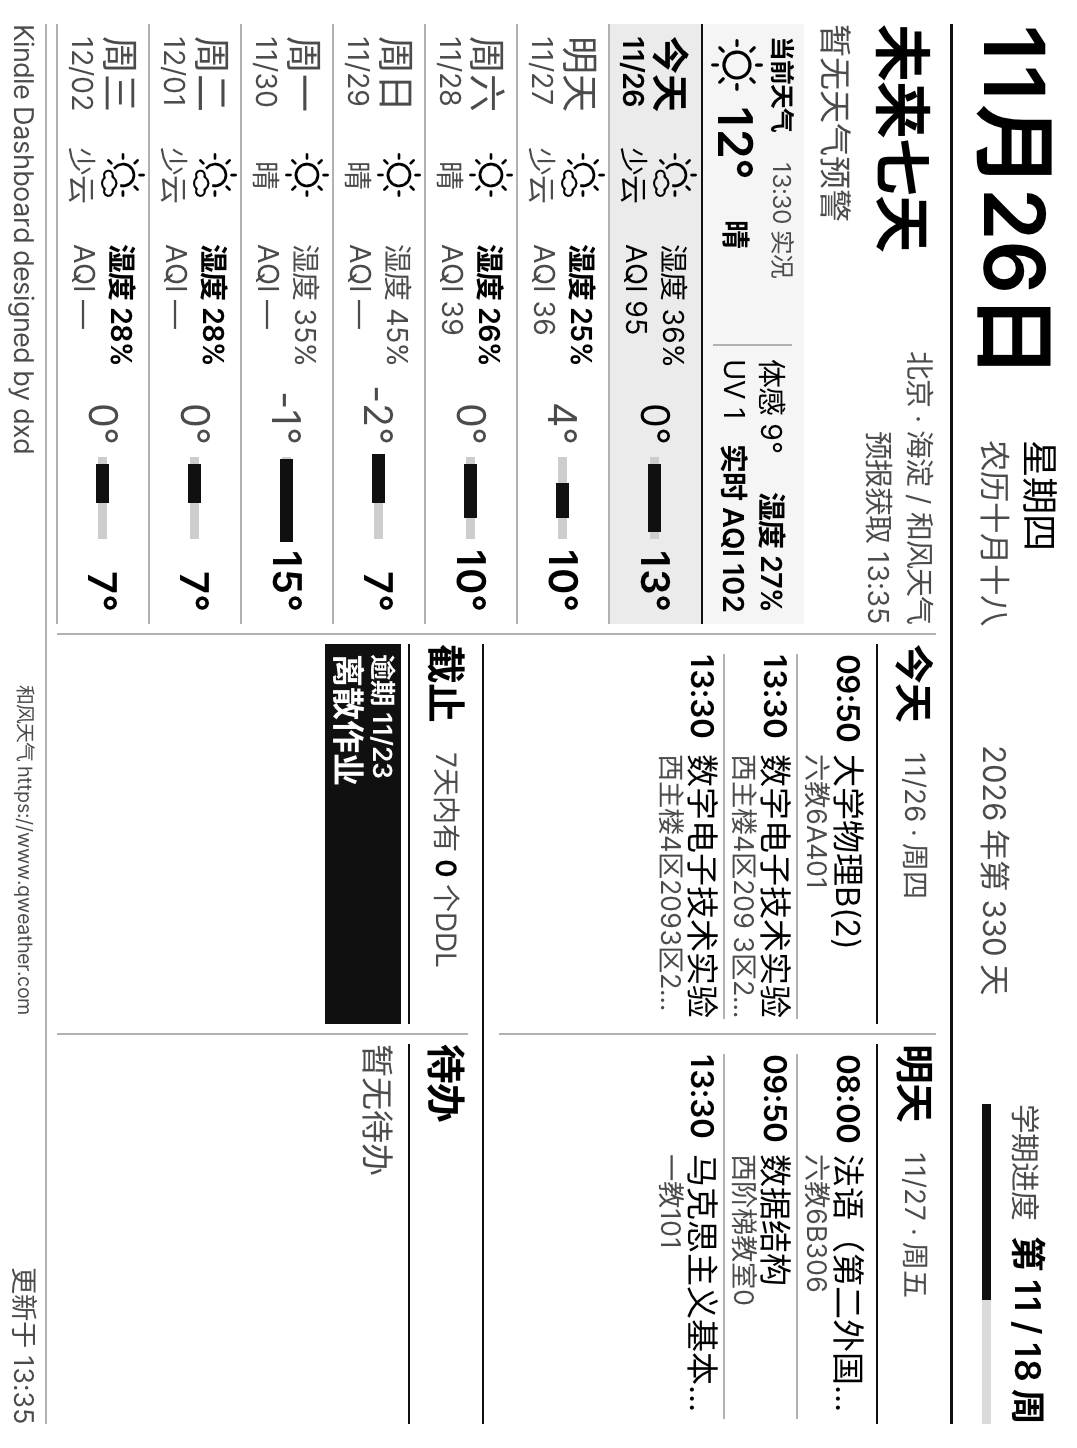 11月26日
星期四
农历十月十八
2026 年第 330 天
学期进度 第 11 / 18 周
未来七天
北京 · 海淀 / 和风天气
预报获取 13:35
暂无天气预警
当前天气 13:30 实况
12° 晴
体感 9° 湿度 27%
UV 1 实时 AQI 102
今天 少云 湿度 36% 0° 13°
11/26 AQI 95
明天 少云 湿度 25% 4° 10°
11/27 AQI 36
周六 晴 湿度 26% 0° 10°
11/28 AQI 39
周日 晴 湿度 45% -2° 7°
11/29 AQI —
周一 晴 湿度 35% -1° 15°
11/30 AQI —
周二 少云 湿度 28% 0° 7°
12/01 AQI —
周三 少云 湿度 28% 0° 7°
12/02 AQI —
今天 11/26 · 周四
09:50 大学物理B(2)
六教6A401
13:30 数字电子技术实验
西主楼4区209 3区2…
13:30 数字电子技术实验
西主楼4区2093区2…
明天 11/27 · 周五
08:00 法语（第二外国…
六教6B306
09:50 数据结构
西阶梯教室0
13:30 马克思主义基本…
一教101
截止 7天内有 0 个DDL
逾期 11/23
离散作业
待办
暂无待办
Kindle Dashboard designed by dxd
和风天气 https://www.qweather.com
更新于 13:35